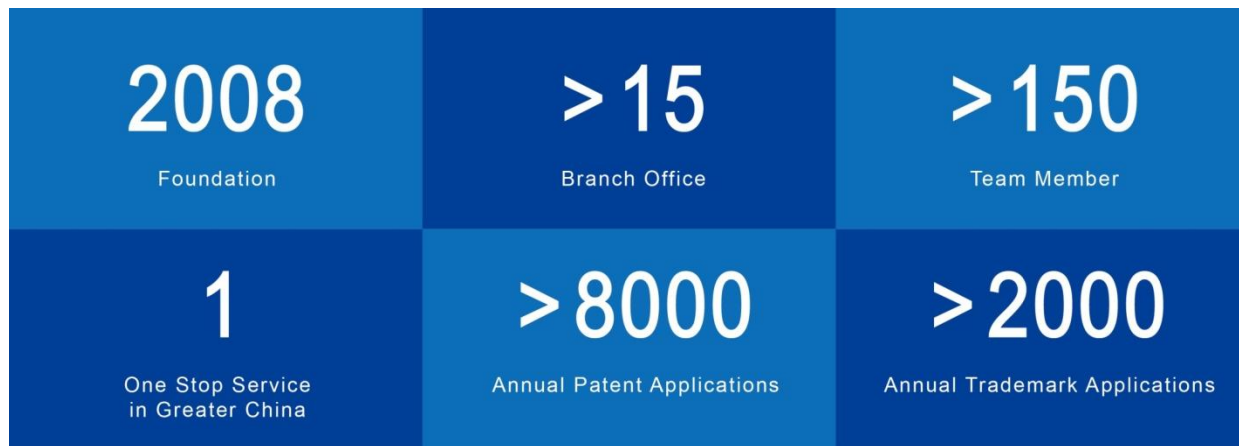 2008
>15
>150
Foundation
Branch Office
Team Member
1
>8000
>2000
One Stop Service
in Greater China
Annual Patent Applications
Annual Trademark Applications